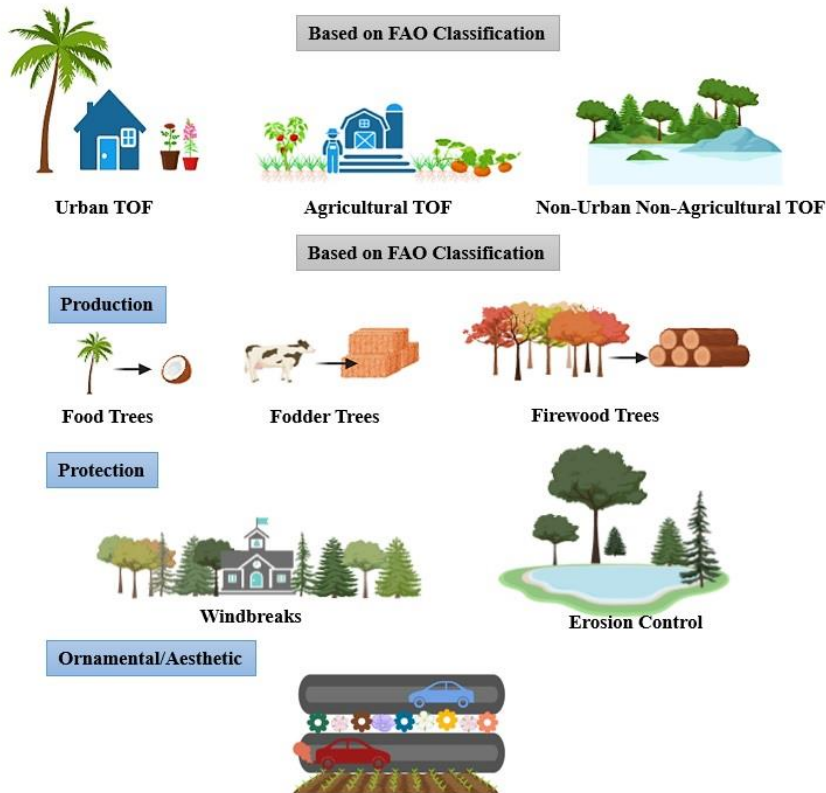 Based on FAO Classification
Urban TOF
Agricultural TOF
Non-Urban Non-Agricultural TOF
Based on FAO Classification
Production
Food Trees
Fodder Trees
Firewood Trees
Protection
Windbreaks
Erosion Control
Ornamental/Aesthetic